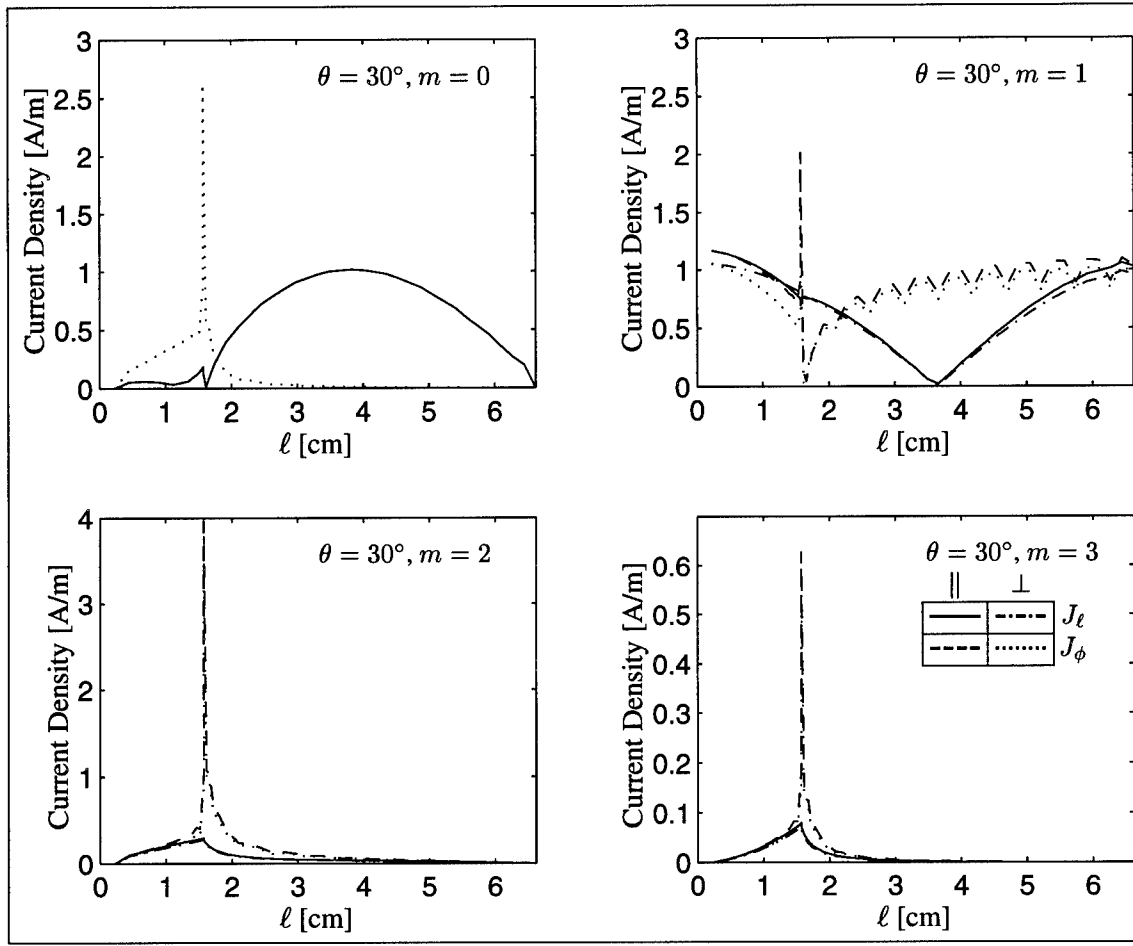 θ = 30°, m = 0
Current Density [A/m]
3
2.5
2
1.5
1
0.5
0
0 1 2 3 4 5 6
ℓ [cm]
θ = 30°, m = 1
Current Density [A/m]
3
2.5
2
1.5
1
0.5
0
0 1 2 3 4 5 6
ℓ [cm]
θ = 30°, m = 2
Current Density [A/m]
4
3
2
1
0
0 1 2 3 4 5 6
ℓ [cm]
θ = 30°, m = 3
∥ ⊥
J_ℓ
J_ϕ
Current Density [A/m]
0.6
0.5
0.4
0.3
0.2
0.1
0
0 1 2 3 4 5 6
ℓ [cm]